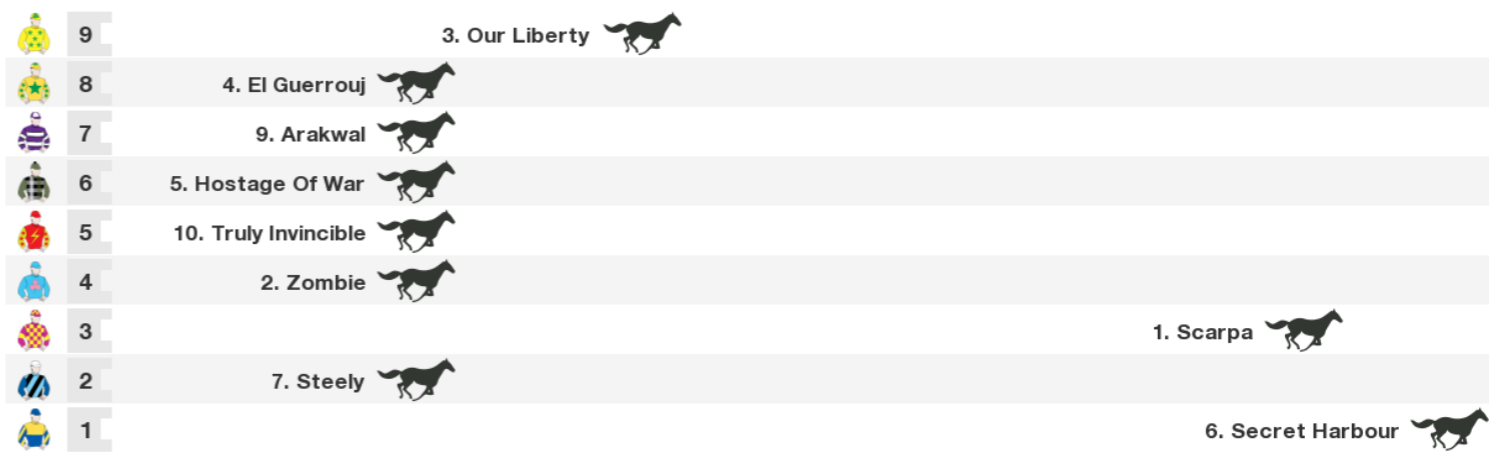 9 3. Our Liberty
8 4. El Guerrouj
7 9. Arakwal
6 5. Hostage Of War
5 10. Truly Invincible
4 2. Zombie
3 1. Scarpa
2 7. Steely
1 6. Secret Harbour